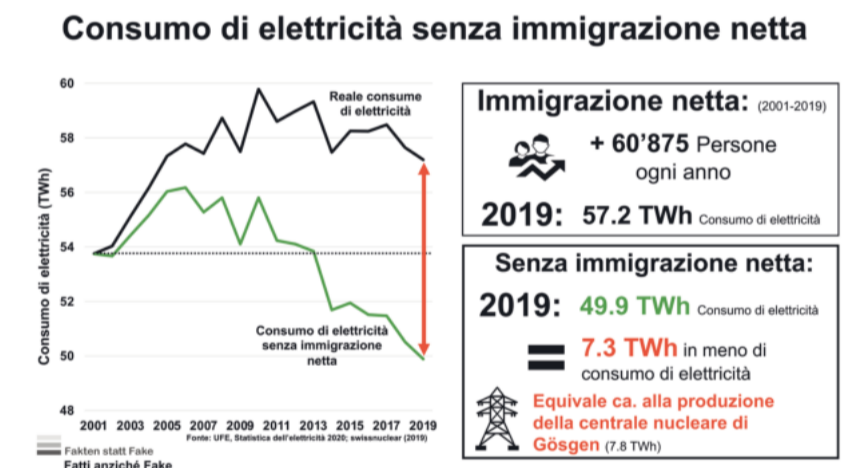 Consumo di elettricità senza immigrazione netta
60
58
56
54
52
50
48
Consumo di elettricità (TWh)
Reale consume
di elettricità
Consumo di elettricità
senza immigrazione
netta
2001 2003 2005 2007 2009 2011 2013 2015 2017 2019
Fonte: UFE, Statistica dell'elettricità 2020; swissnuclear (2019)
Fakten statt Fake
Fatti anziché Fake
Immigrazione netta: (2001-2019)
+ 60'875 Persone
ogni anno
2019: 57.2 TWh Consumo di elettricità
Senza immigrazione netta:
2019: 49.9 TWh Consumo di elettricità
7.3 TWh in meno di
consumo di elettricità
Equivale ca. alla produzione
della centrale nucleare di
Gösgen (7.8 TWh)